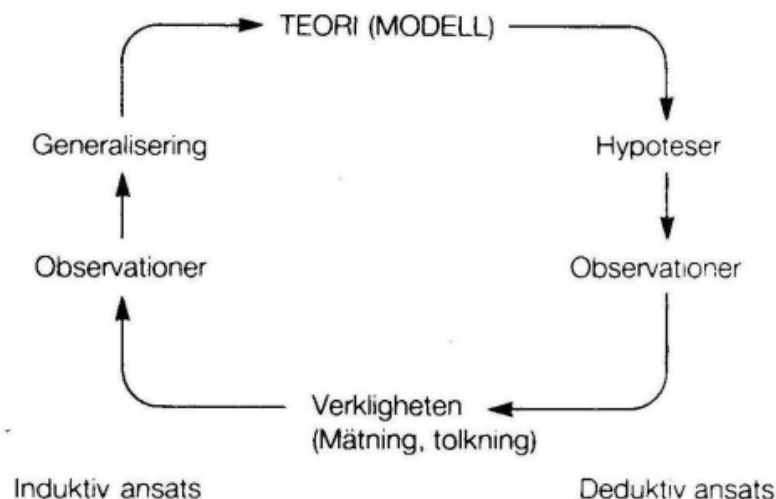 TEORI (MODELL)
Generalisering
Hypoteser
Observationer
Observationer
Verkligheten
(Mätning, tolkning)
Induktiv ansats
Deduktiv ansats